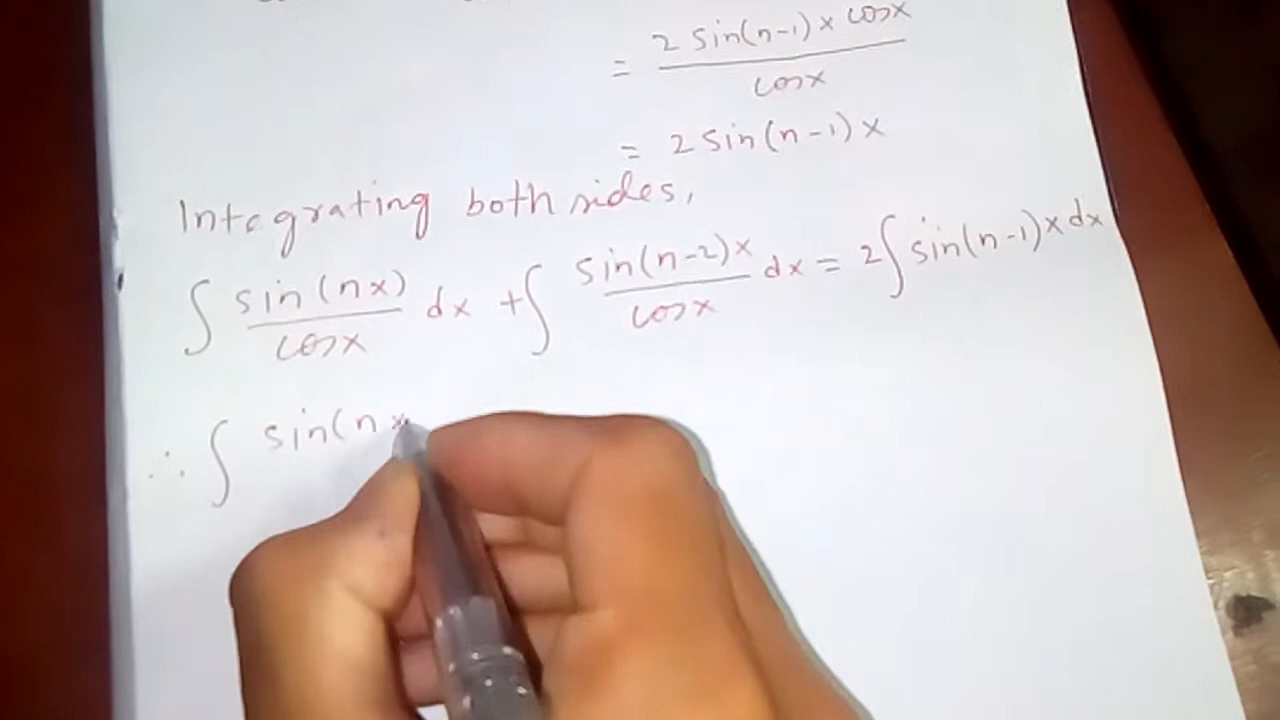 = 2 sin(n-1)x cosx / cosx
= 2 sin(n-1)x
Integrating both sides,
∫ sin(nx)/cosx dx + ∫ sin(n-2)x/cosx dx = 2∫ sin(n-1)x dx
∴ ∫ sin(nx